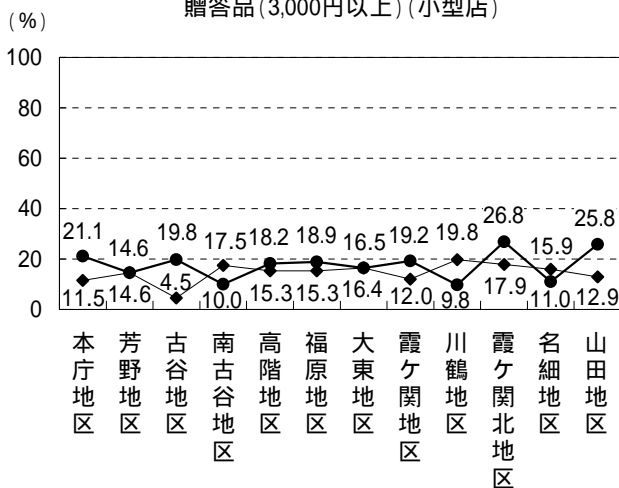 贈答品(3,000円以上)(小型店)
(%)
100
80
60
40
20
0
21.1 14.6 19.8 17.5 18.2 18.9 16.5 19.2 19.8 26.8 15.9 25.8
11.5 14.6 4.5 10.0 15.3 15.3 16.4 12.0 9.8 17.9 11.0 12.9
本庁地区
芳野地区
古谷地区
南古谷地区
高階地区
福原地区
大東地区
霞ケ関地区
川鶴地区
霞ケ関北地区
名細地区
山田地区